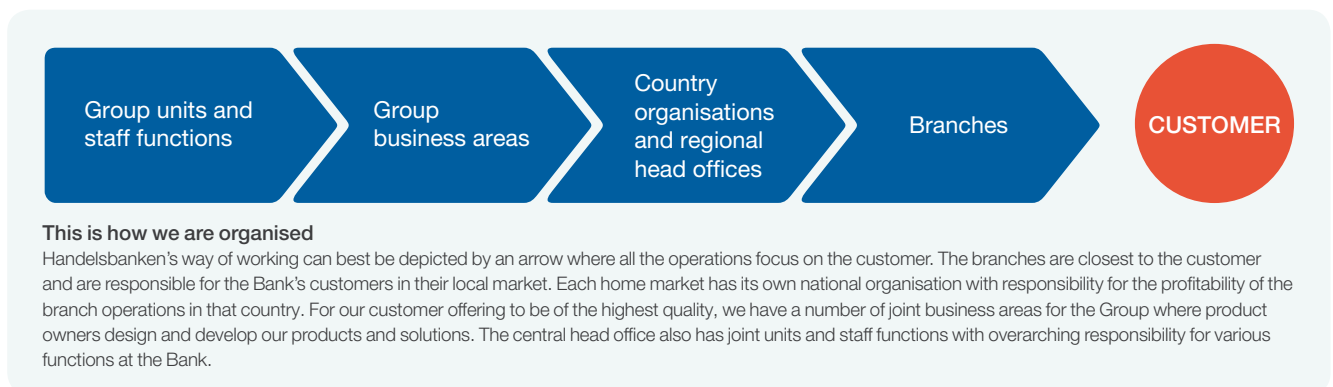 Group units and
staff functions
Group
business areas
Country
organisations
and regional
head offices
Branches
CUSTOMER
This is how we are organised
Handelsbanken's way of working can best be depicted by an arrow where all the operations focus on the customer. The branches are closest to the customer
and are responsible for the Bank's customers in their local market. Each home market has its own national organisation with responsibility for the profitability of the
branch operations in that country. For our customer offering to be of the highest quality, we have a number of joint business areas for the Group where product
owners design and develop our products and solutions. The central head office also has joint units and staff functions with overarching responsibility for various
functions at the Bank.